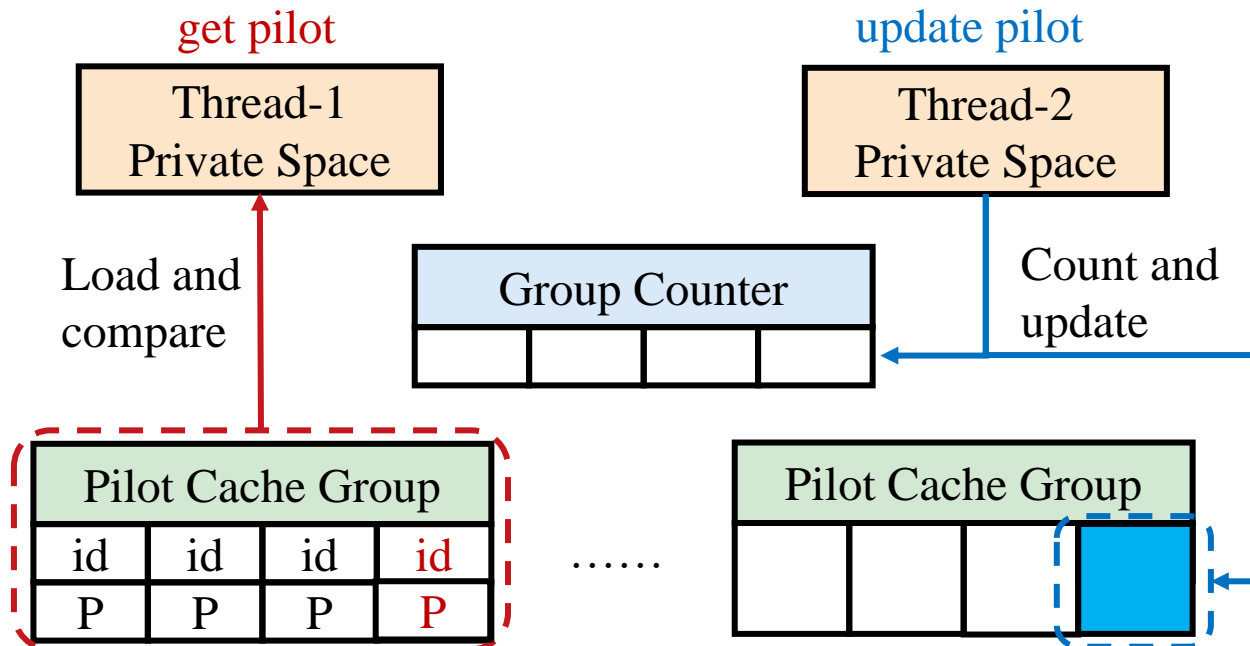 get pilot
update pilot
Thread-1
Private Space
Thread-2
Private Space
Load and
compare
Group Counter
Count and
update
Pilot Cache Group
id id id id
P P P P
......
Pilot Cache Group